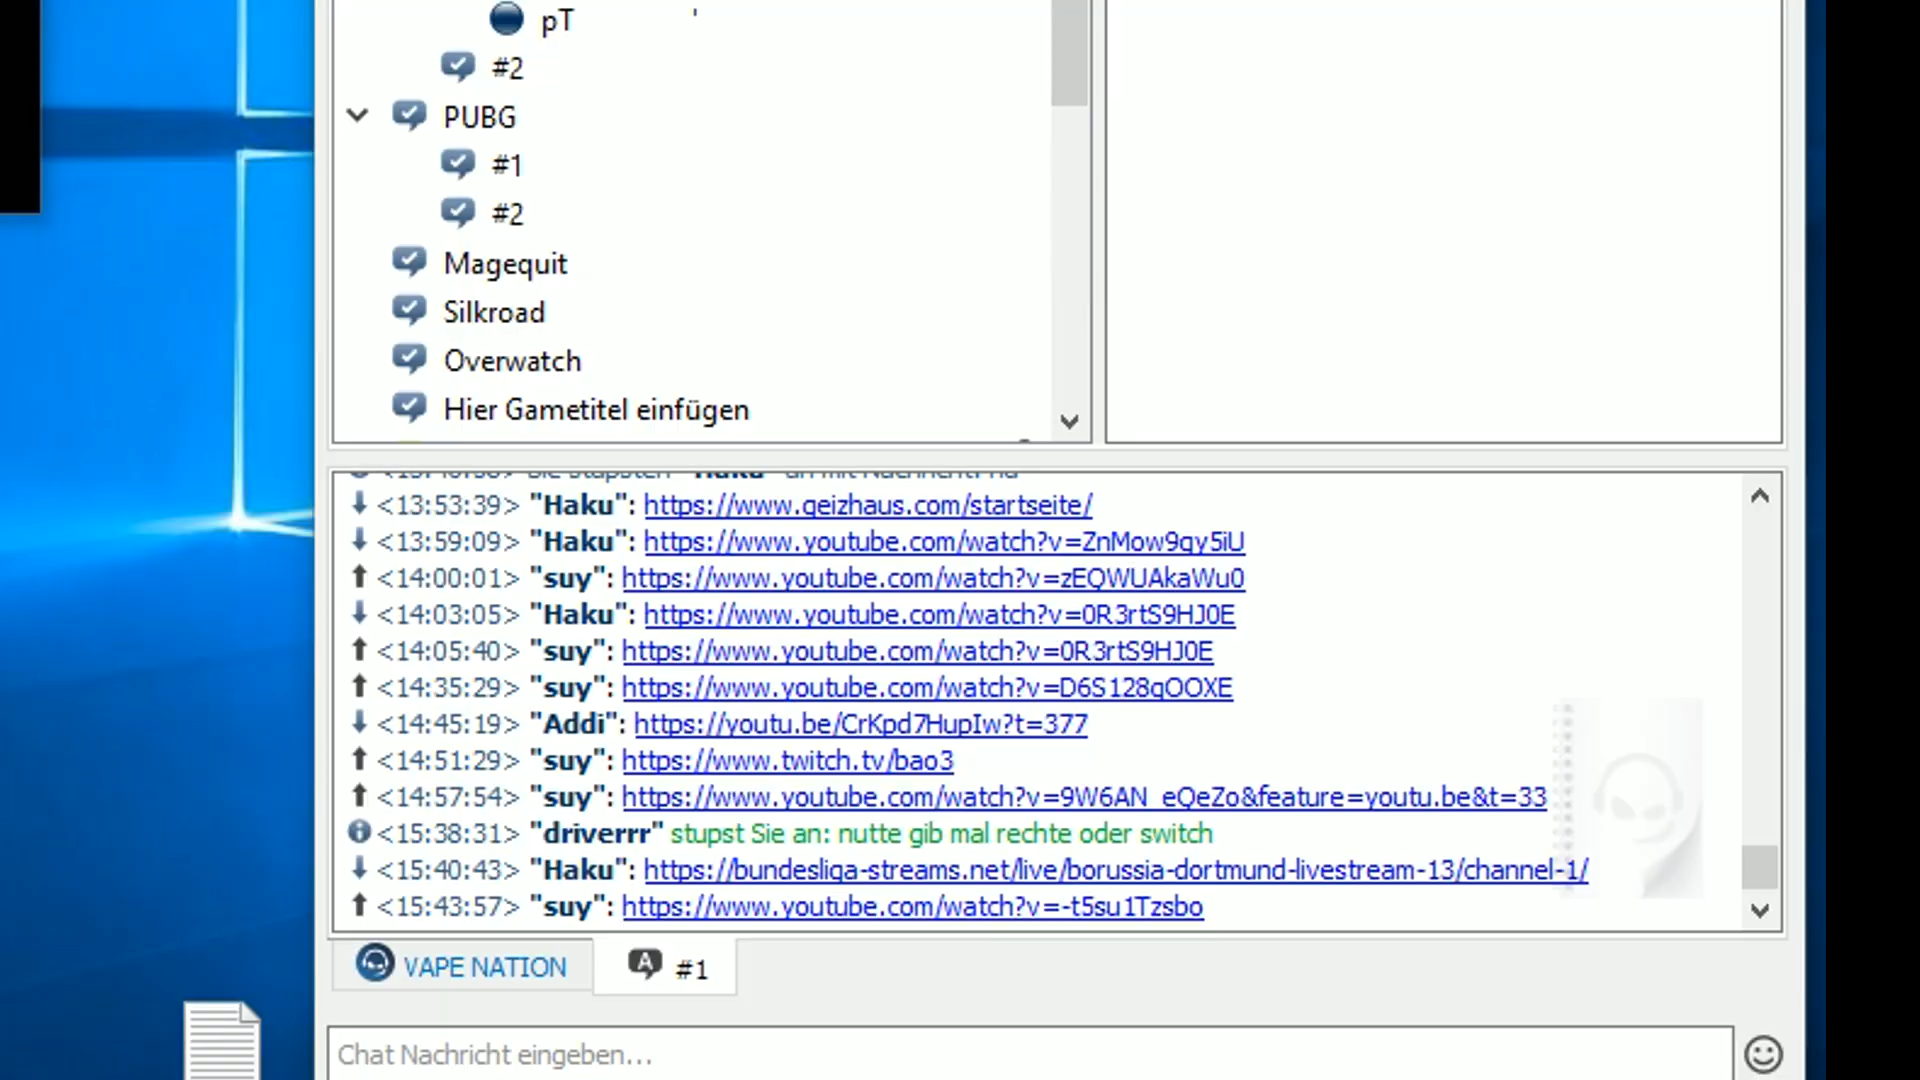 pT
#2
PUBG
#1
#2
Magequit
Silkroad
Overwatch
Hier Gametitel einfügen
<13:53:39> "Haku": https://www.geizhaus.com/startseite/
<13:59:09> "Haku": https://www.youtube.com/watch?v=ZnMow9qy5iU
<14:00:01> "suy": https://www.youtube.com/watch?v=zEQWUAkaWu0
<14:03:05> "Haku": https://www.youtube.com/watch?v=0R3rtS9HJ0E
<14:05:40> "suy": https://www.youtube.com/watch?v=0R3rtS9HJ0E
<14:35:29> "suy": https://www.youtube.com/watch?v=D6S128qOOXE
<14:45:19> "Addi": https://youtu.be/CrKpd7HupIw?t=377
<14:51:29> "suy": https://www.twitch.tv/bao3
<14:57:54> "suy": https://www.youtube.com/watch?v=9W6AN_eQeZo&feature=youtu.be&t=33
<15:38:31> "driverrr" stupst Sie an: nutte gib mal rechte oder switch
<15:40:43> "Haku": https://bundesliga-streams.net/live/borussia-dortmund-livestream-13/channel-1/
<15:43:57> "suy": https://www.youtube.com/watch?v=-t5su1Tzsbo
VAPE NATION
#1
Chat Nachricht eingeben...